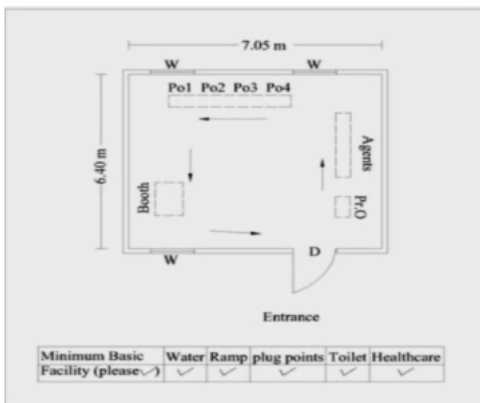 7.05 m
W W
Po1 Po2 Po3 Po4
6.40 m
Agents
Booth
Pr.O
W
D
Entrance
Minimum Basic Water Ramp plug points Toilet Healthcare
Facility (please ✓) ✓ ✓ ✓ ✓ ✓